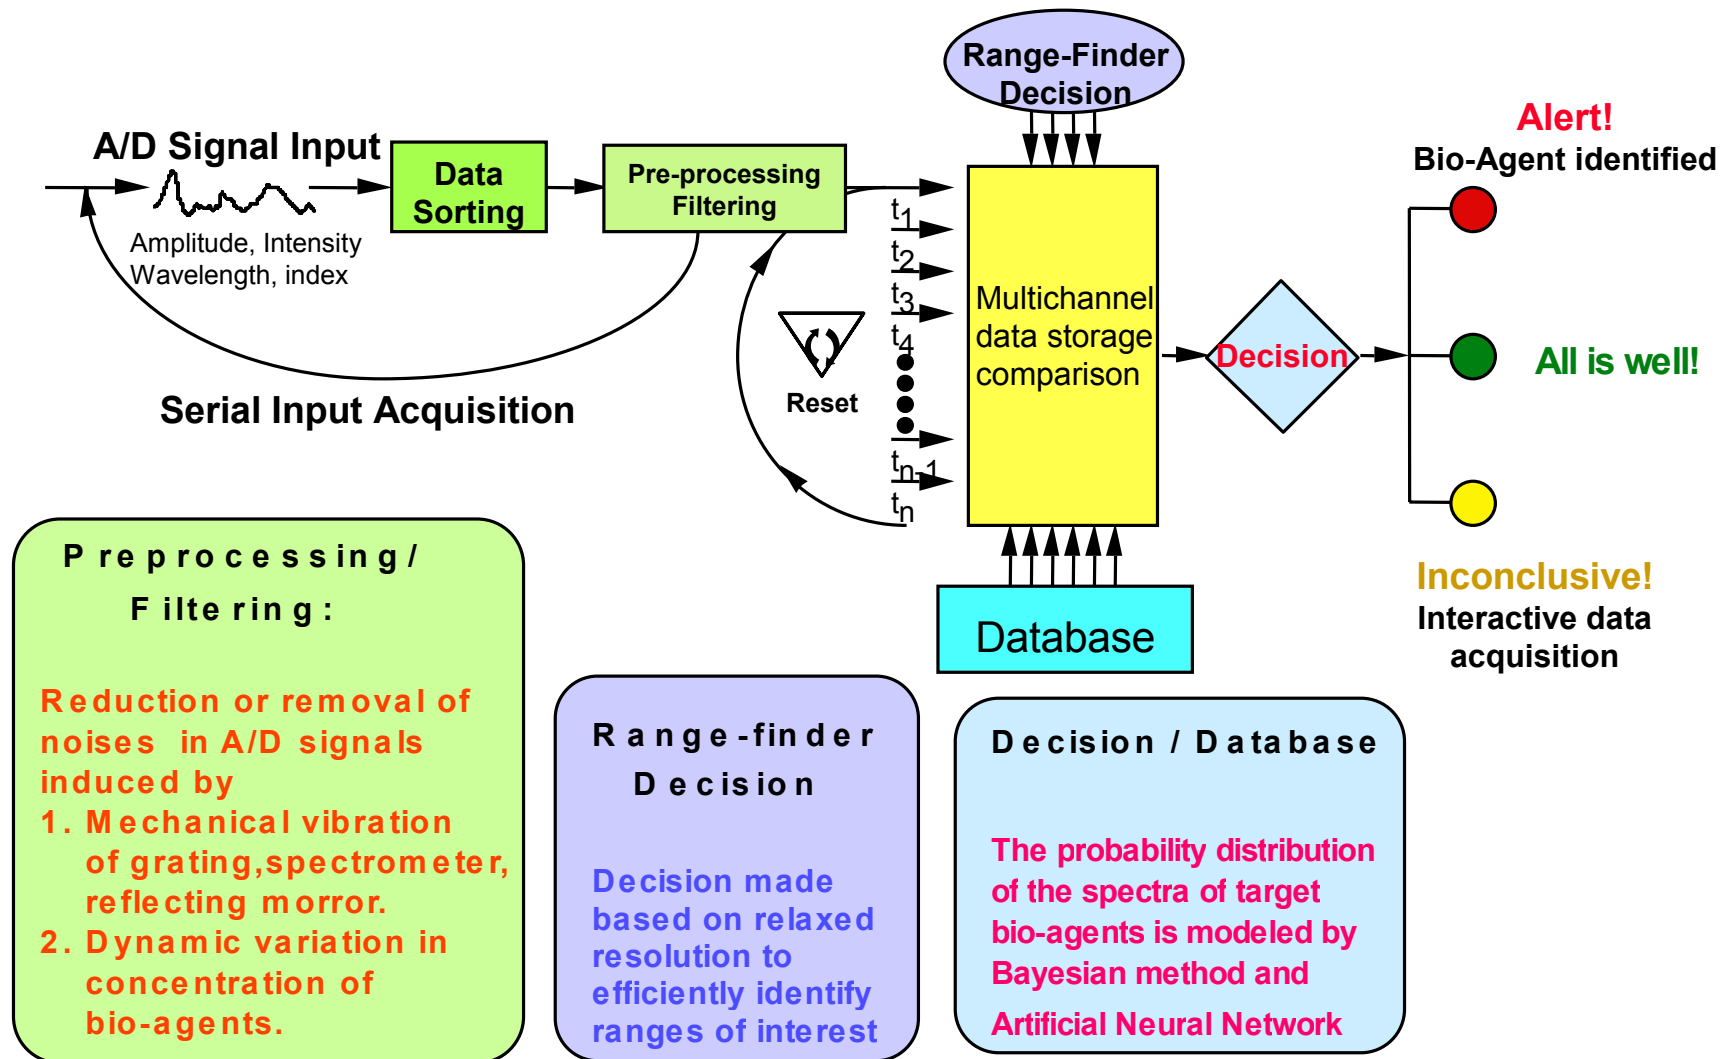 Range-Finder
Decision
Alert!
Bio-Agent identified
A/D Signal Input
Data
Sorting
Pre-processing
Filtering
Amplitude, Intensity
Wavelength, index
t1
t2
t3
t4
tn-1
tn
Reset
Serial Input Acquisition
Multichannel
data storage
comparison
Decision
All is well!
Inconclusive!
Interactive data
acquisition
Database
Preprocessing/
Filtering:
Reduction or removal of
noises in A/D signals
induced by
1. Mechanical vibration
of grating,spectrometer,
reflecting morror.
2. Dynamic variation in
concentration of
bio-agents.
Range-finder
Decision
Decision made
based on relaxed
resolution to
efficiently identify
ranges of interest
Decision / Database
The probability distribution
of the spectra of target
bio-agents is modeled by
Bayesian method and
Artificial Neural Network